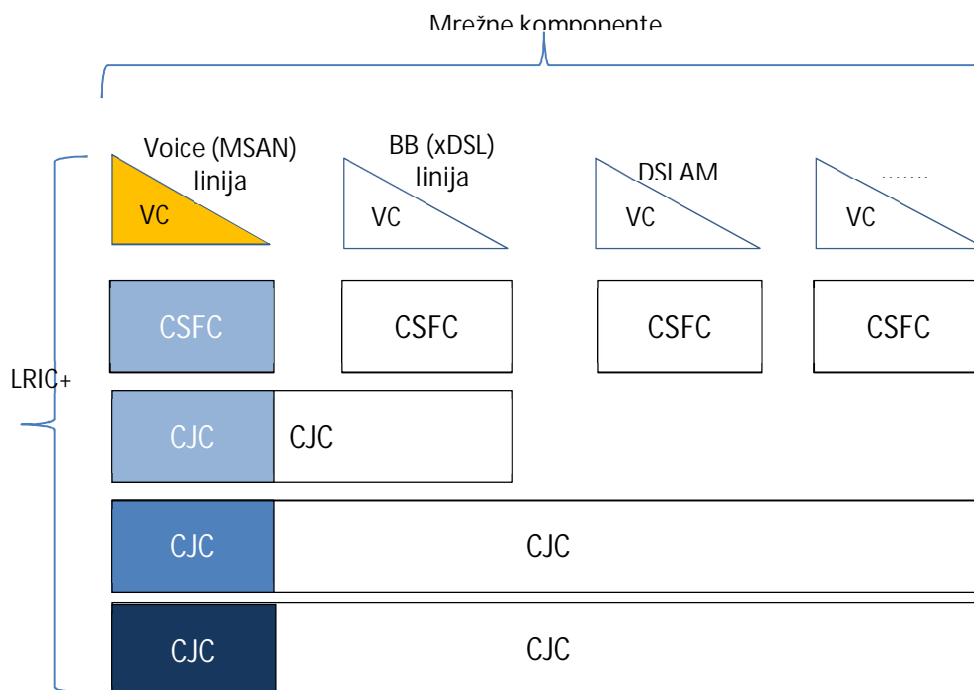 Mrežne komponente
Voice (MSAN)
linija
BB (xDSL)
linija
DSLAM
.......
VC
VC
VC
VC
CSFC
CSFC
CSFC
CSFC
LRIC+
CJC
CJC
CJC
CJC
CJC
CJC